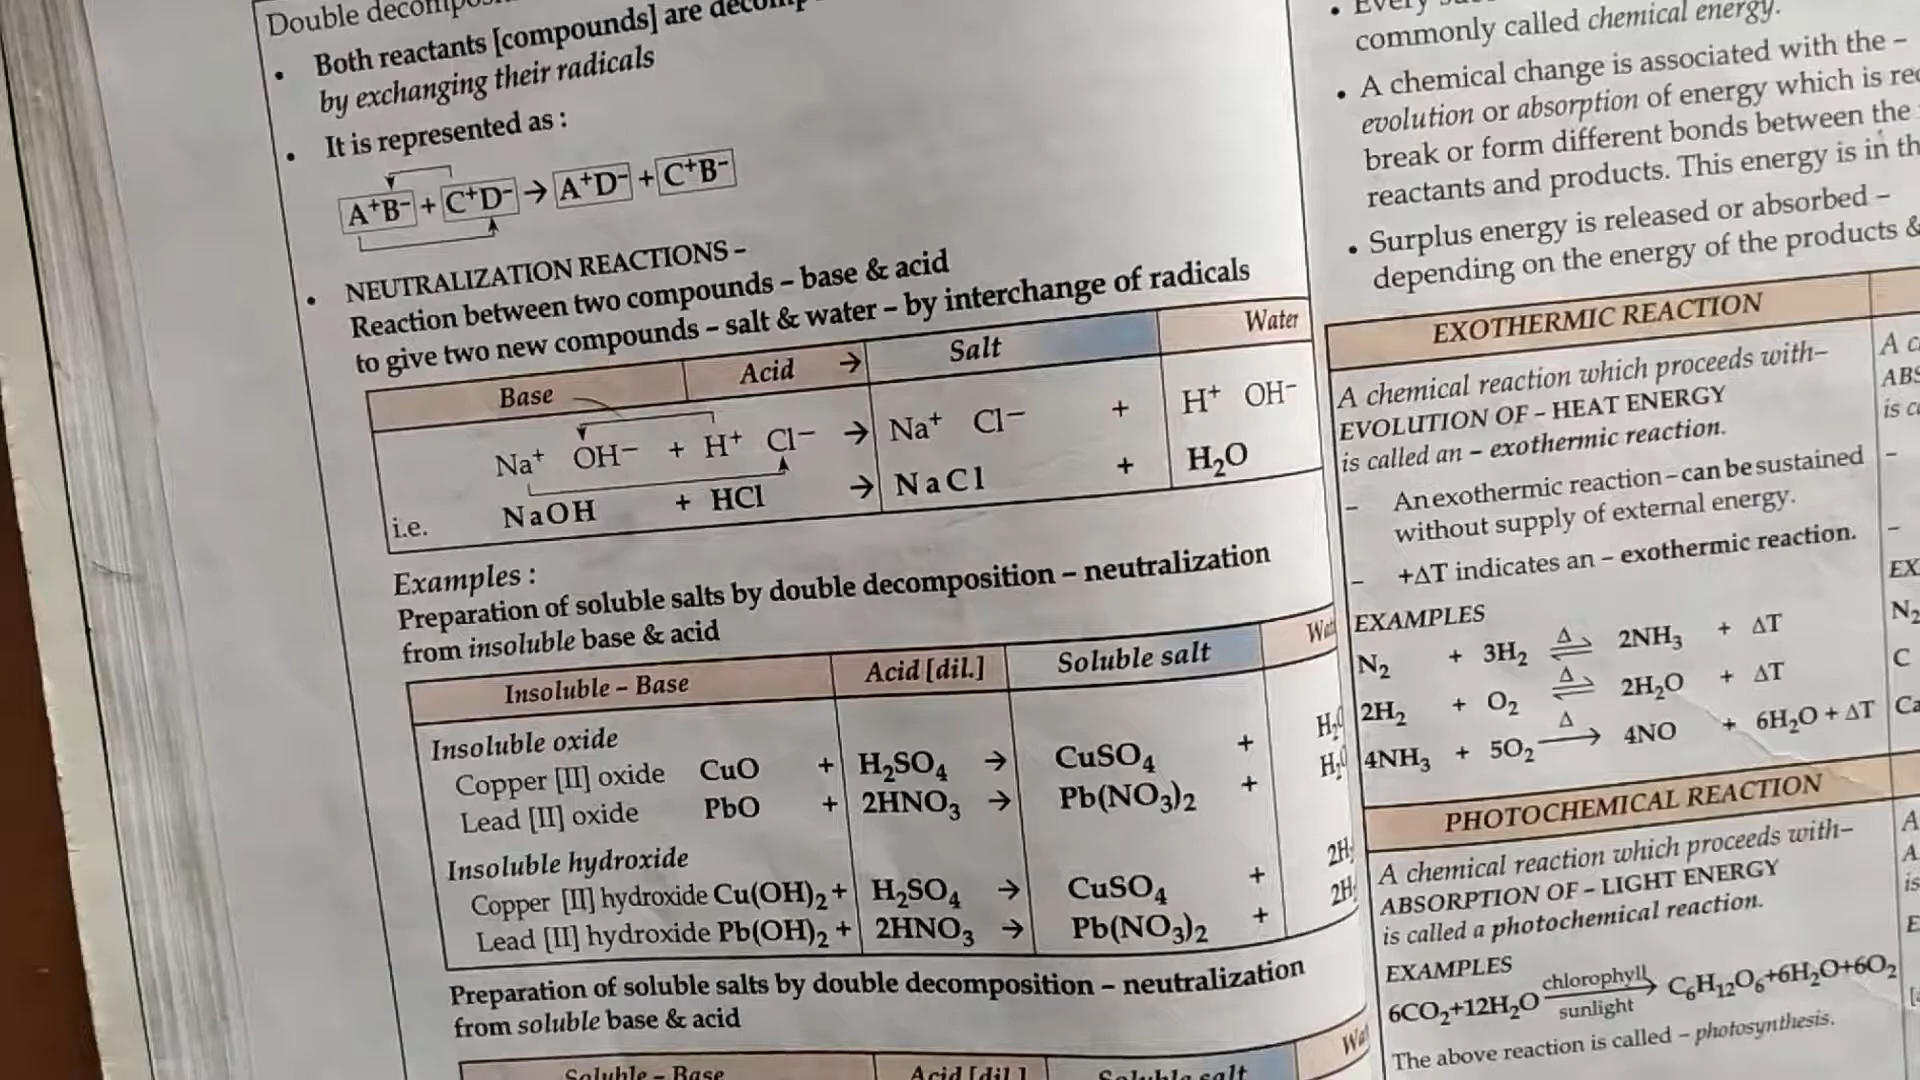 Double
• Both reactants [compounds] are
by exchanging their radicals
• It is represented as :
A⁺B⁻ + C⁺D⁻ → A⁺D⁻ + C⁺B⁻
• NEUTRALIZATION REACTIONS –
Reaction between two compounds – base & acid
to give two new compounds – salt & water – by interchange of radicals
Base Acid → Salt Water
Na⁺ OH⁻ + H⁺ Cl⁻ → Na⁺ Cl⁻ + H⁺ OH⁻
i.e. NaOH + HCl → NaCl + H₂O
Examples :
Preparation of soluble salts by double decomposition – neutralization
from insoluble base & acid
Insoluble – Base Acid [dil.] Soluble salt
Insoluble oxide
Copper [II] oxide CuO + H₂SO₄ → CuSO₄ +
Lead [II] oxide PbO + 2HNO₃ → Pb(NO₃)₂ +
Insoluble hydroxide
Copper [II] hydroxide Cu(OH)₂ + H₂SO₄ → CuSO₄ +
Lead [II] hydroxide Pb(OH)₂ + 2HNO₃ → Pb(NO₃)₂ +
Preparation of soluble salts by double decomposition – neutralization
from soluble base & acid
Soluble – Base Acid [dil.] Soluble salt
• Every
commonly called chemical energy.
• A chemical change is associated with the –
evolution or absorption of energy which is
break or form different bonds between the
reactants and products. This energy is in
• Surplus energy is released or absorbed –
depending on the energy of the products &
EXOTHERMIC REACTION
A chemical reaction which proceeds with–
EVOLUTION OF – HEAT ENERGY
is called an – exothermic reaction.
– An exothermic reaction – can be sustained
without supply of external energy.
– +ΔT indicates an – exothermic reaction.
EXAMPLES
N₂ + 3H₂ ⇌ Δ 2NH₃ + ΔT
2H₂ + O₂ ⇌ Δ 2H₂O + ΔT
4NH₃ + 5O₂ Δ → 4NO + 6H₂O + ΔT
PHOTOCHEMICAL REACTION
A chemical reaction which proceeds with–
ABSORPTION OF – LIGHT ENERGY
is called a photochemical reaction.
EXAMPLES
6CO₂+12H₂O chlorophyll → sunlight C₆H₁₂O₆+6H₂O+6O₂
The above reaction is called – photosynthesis.